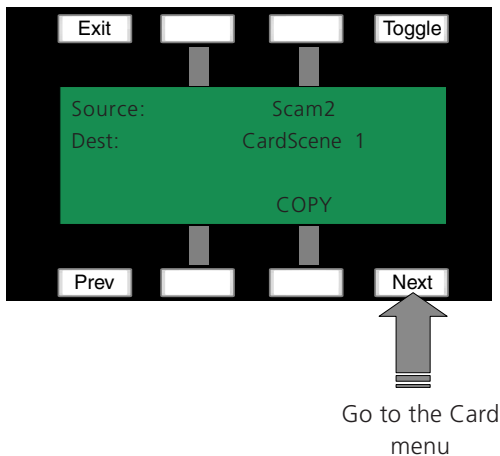 Exit Toggle
Source: Scam2
Dest: CardScene 1
COPY
Prev Next
Go to the Card
menu